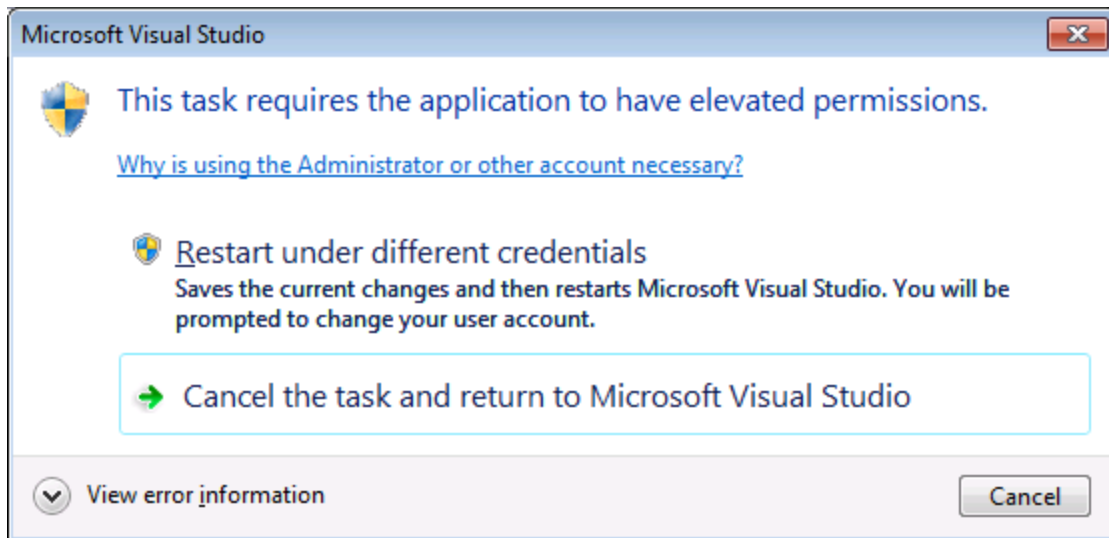 Microsoft Visual Studio
This task requires the application to have elevated permissions.
Why is using the Administrator or other account necessary?
Restart under different credentials
Saves the current changes and then restarts Microsoft Visual Studio. You will be
prompted to change your user account.
Cancel the task and return to Microsoft Visual Studio
View error information
Cancel